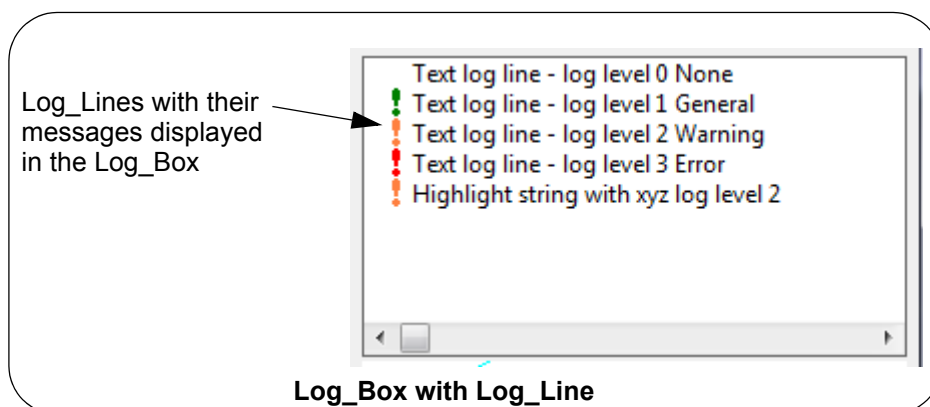 Log_Lines with their
messages displayed
in the Log_Box
Text log line - log level 0 None
Text log line - log level 1 General
Text log line - log level 2 Warning
Text log line - log level 3 Error
Highlight string with xyz log level 2
Log_Box with Log_Line